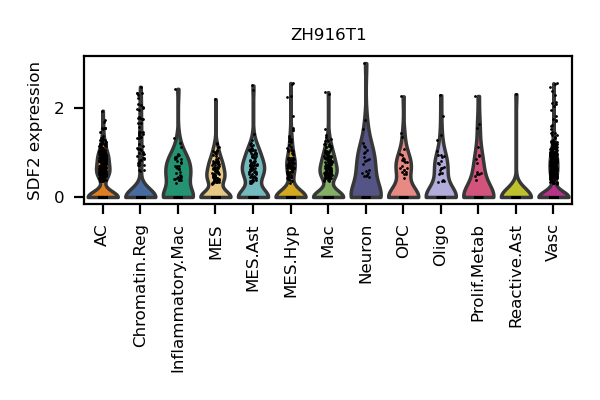 ZH916T1
SDF2 expression
2
0
AC
Chromatin.Reg
Inflammatory.Mac
MES
MES.Ast
MES.Hyp
Mac
Neuron
OPC
Oligo
Prolif.Metab
Reactive.Ast
Vasc